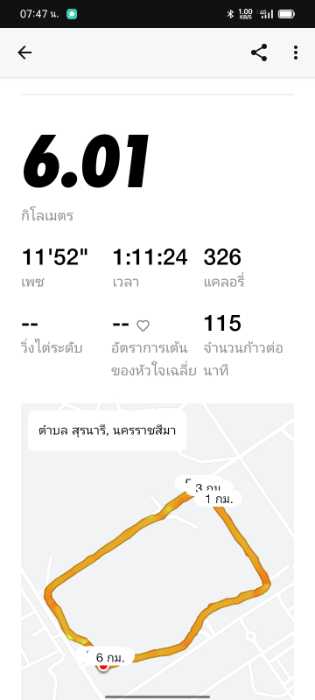 07:47 น.
1.00
KB/S
6.01
กิโลเมตร
11'52" 1:11:24 326
เพซ เวลา แคลอรี่
-- -- 115
วิ่งไต่ระดับ อัตราการเต้น จำนวนก้าวต่อ
ของหัวใจเฉลี่ย นาที
ตำบล สุรนารี, นครราชสีมา
3 กม.
1 กม.
6 กม.